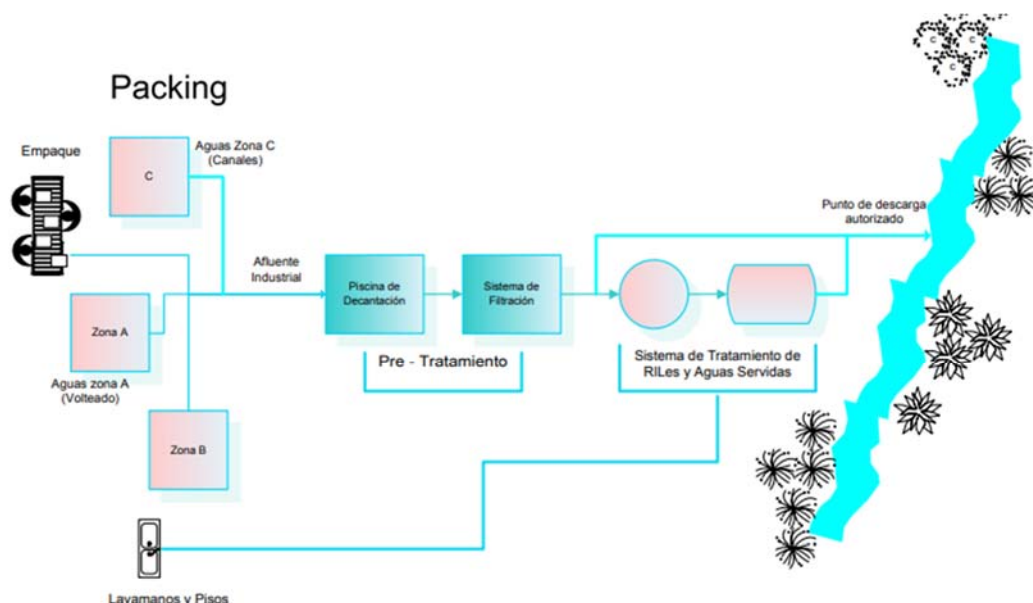 Packing
Empaque
C
Aguas Zona C
(Canales)
Zona A
Aguas zona A
(Volteado)
Zona B
Lavamanos y Pisos
Afluente
Industrial
Piscina de
Decantación
Sistema de
Filtración
Pre - Tratamiento
Sistema de Tratamiento de
RILes y Aguas Servidas
Punto de descarga
autorizado
C
C
C